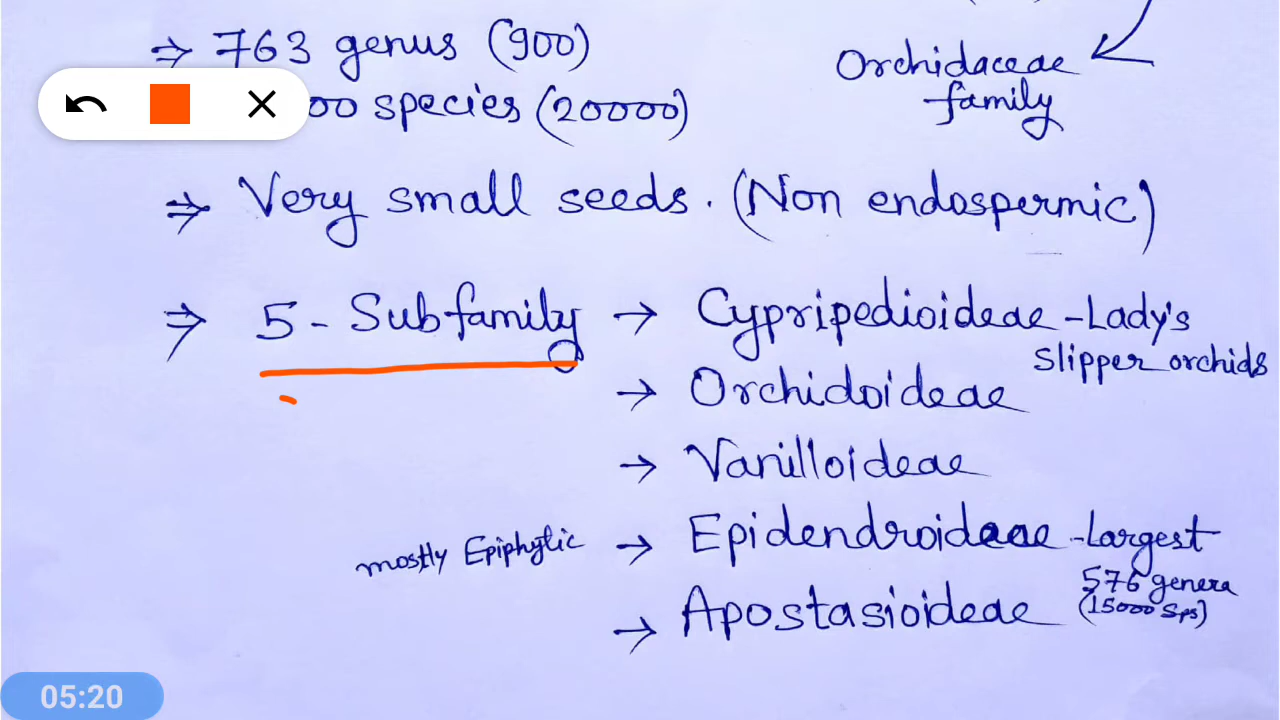 ⇒ 763 genus (900)
Orchidaceae
00 species (20000)
family
⇒ Very small seeds. (Non endospermic)
⇒ 5 - Subfamily → Cypripedioideae - Lady's
Slipper orchids
→ Orchidoideae
→ Vanilloideae
mostly Epiphytic → Epidendroideae - Largest
576 genera
(15000 Sps)
→ Apostasioideae
05:20